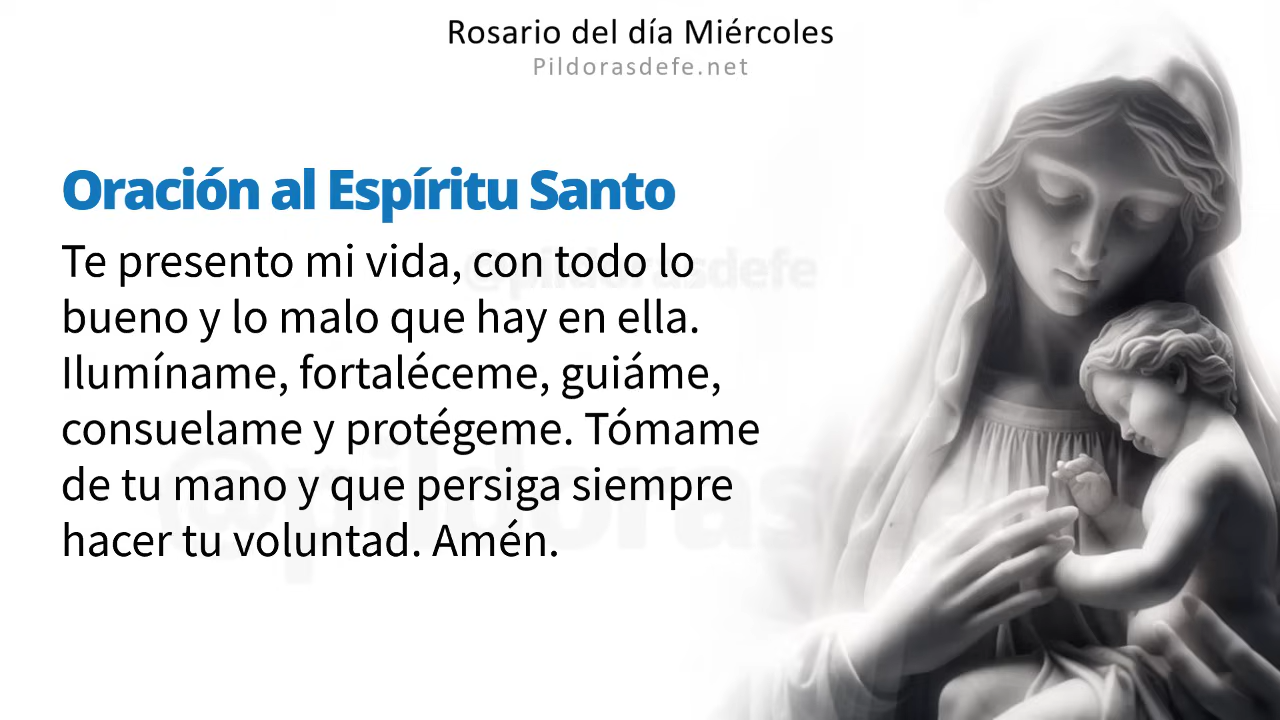 Rosario del día Miércoles
Pildorasdefe.net
Oración al Espíritu Santo
Te presento mi vida, con todo lo
bueno y lo malo que hay en ella.
Ilumíname, fortaléceme, guiáme,
consuelame y protégeme. Tómame
de tu mano y que persiga siempre
hacer tu voluntad. Amén.
@pildorasdefe
@pildorasdefe